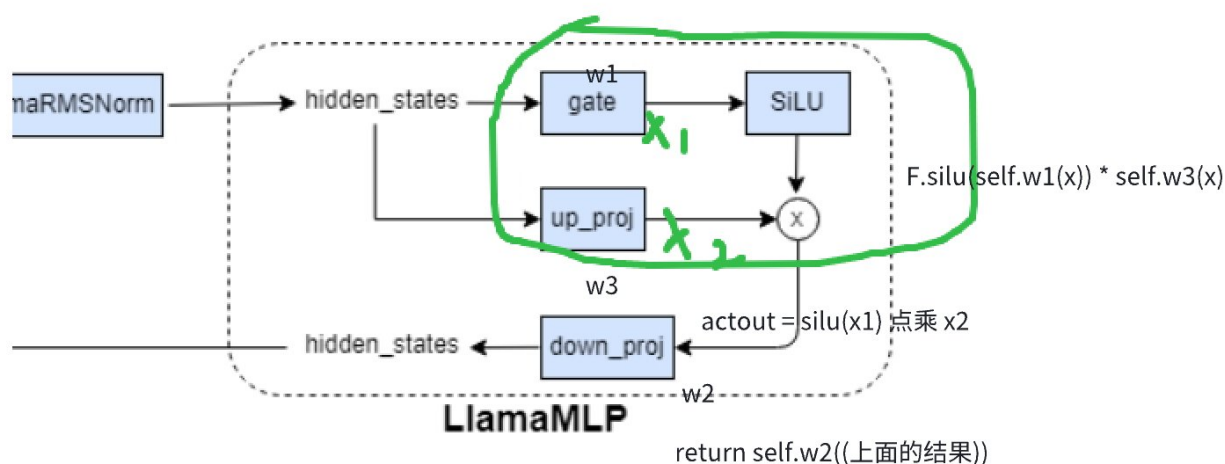 w1
maRMSNorm
hidden_states
gate
SiLU
x1
F.silu(self.w1(x)) * self.w3(x)
up_proj
x
x2
w3
actout = silu(x1) 点乘 x2
hidden_states
down_proj
w2
LlamaMLP
return self.w2((上面的结果))